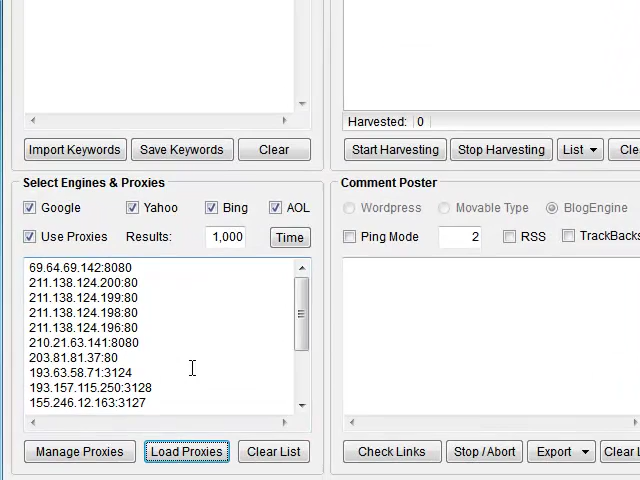 Harvested: 0
Import Keywords Save Keywords Clear
Start Harvesting Stop Harvesting List Cle
Select Engines & Proxies
Google Yahoo Bing AOL
Use Proxies Results: 1,000 Time
69.64.69.142:8080
211.138.124.200:80
211.138.124.199:80
211.138.124.198:80
211.138.124.196:80
210.21.63.141:8080
203.81.81.37:80
193.63.58.71:3124
193.157.115.250:3128
155.246.12.163:3127
Manage Proxies Load Proxies Clear List
Comment Poster
Wordpress Movable Type BlogEngine
Ping Mode 2 RSS TrackBacks
Check Links Stop / Abort Export Clear L